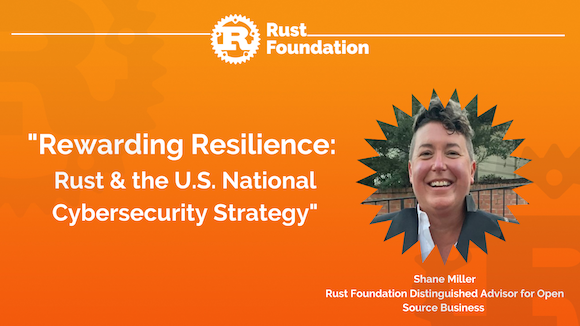 Rust
Foundation
"Rewarding Resilience:
Rust & the U.S. National
Cybersecurity Strategy"
Shane Miller
Rust Foundation Distinguished Advisor for Open
Source Business